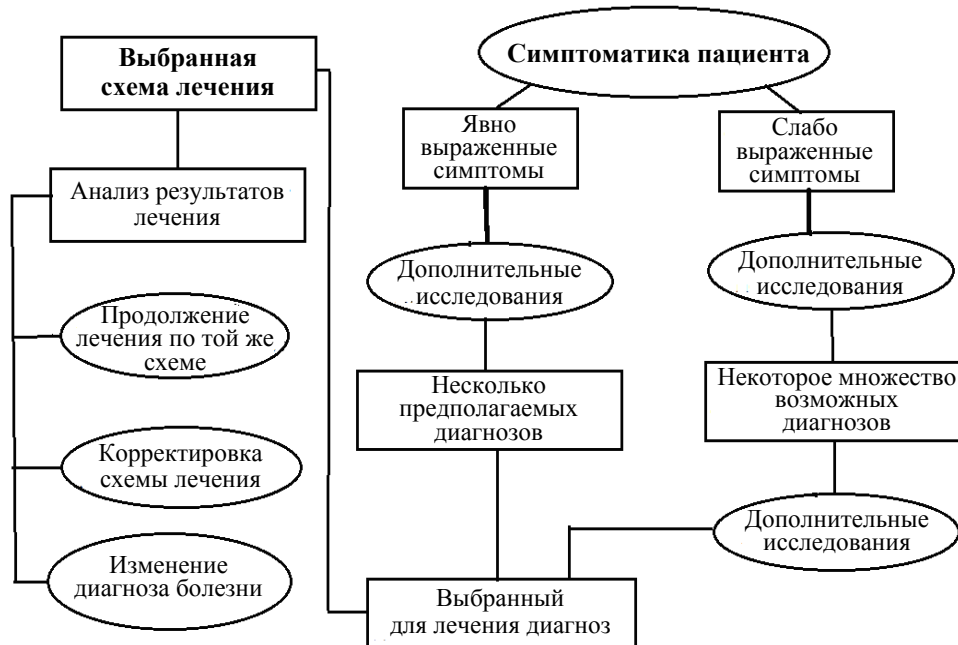 Выбранная
схема лечения
Анализ результатов
лечения
Продолжение
лечения по той же
схеме
Корректировка
схемы лечения
Изменение
диагноза болезни
Симптоматика пациента
Явно
выраженные
симптомы
Дополнительные
исследования
Несколько
предполагаемых
диагнозов
Слабо
выраженные
симптомы
Дополнительные
исследования
Некоторое множество
возможных
диагнозов
Дополнительные
исследования
Выбранный
для лечения диагноз